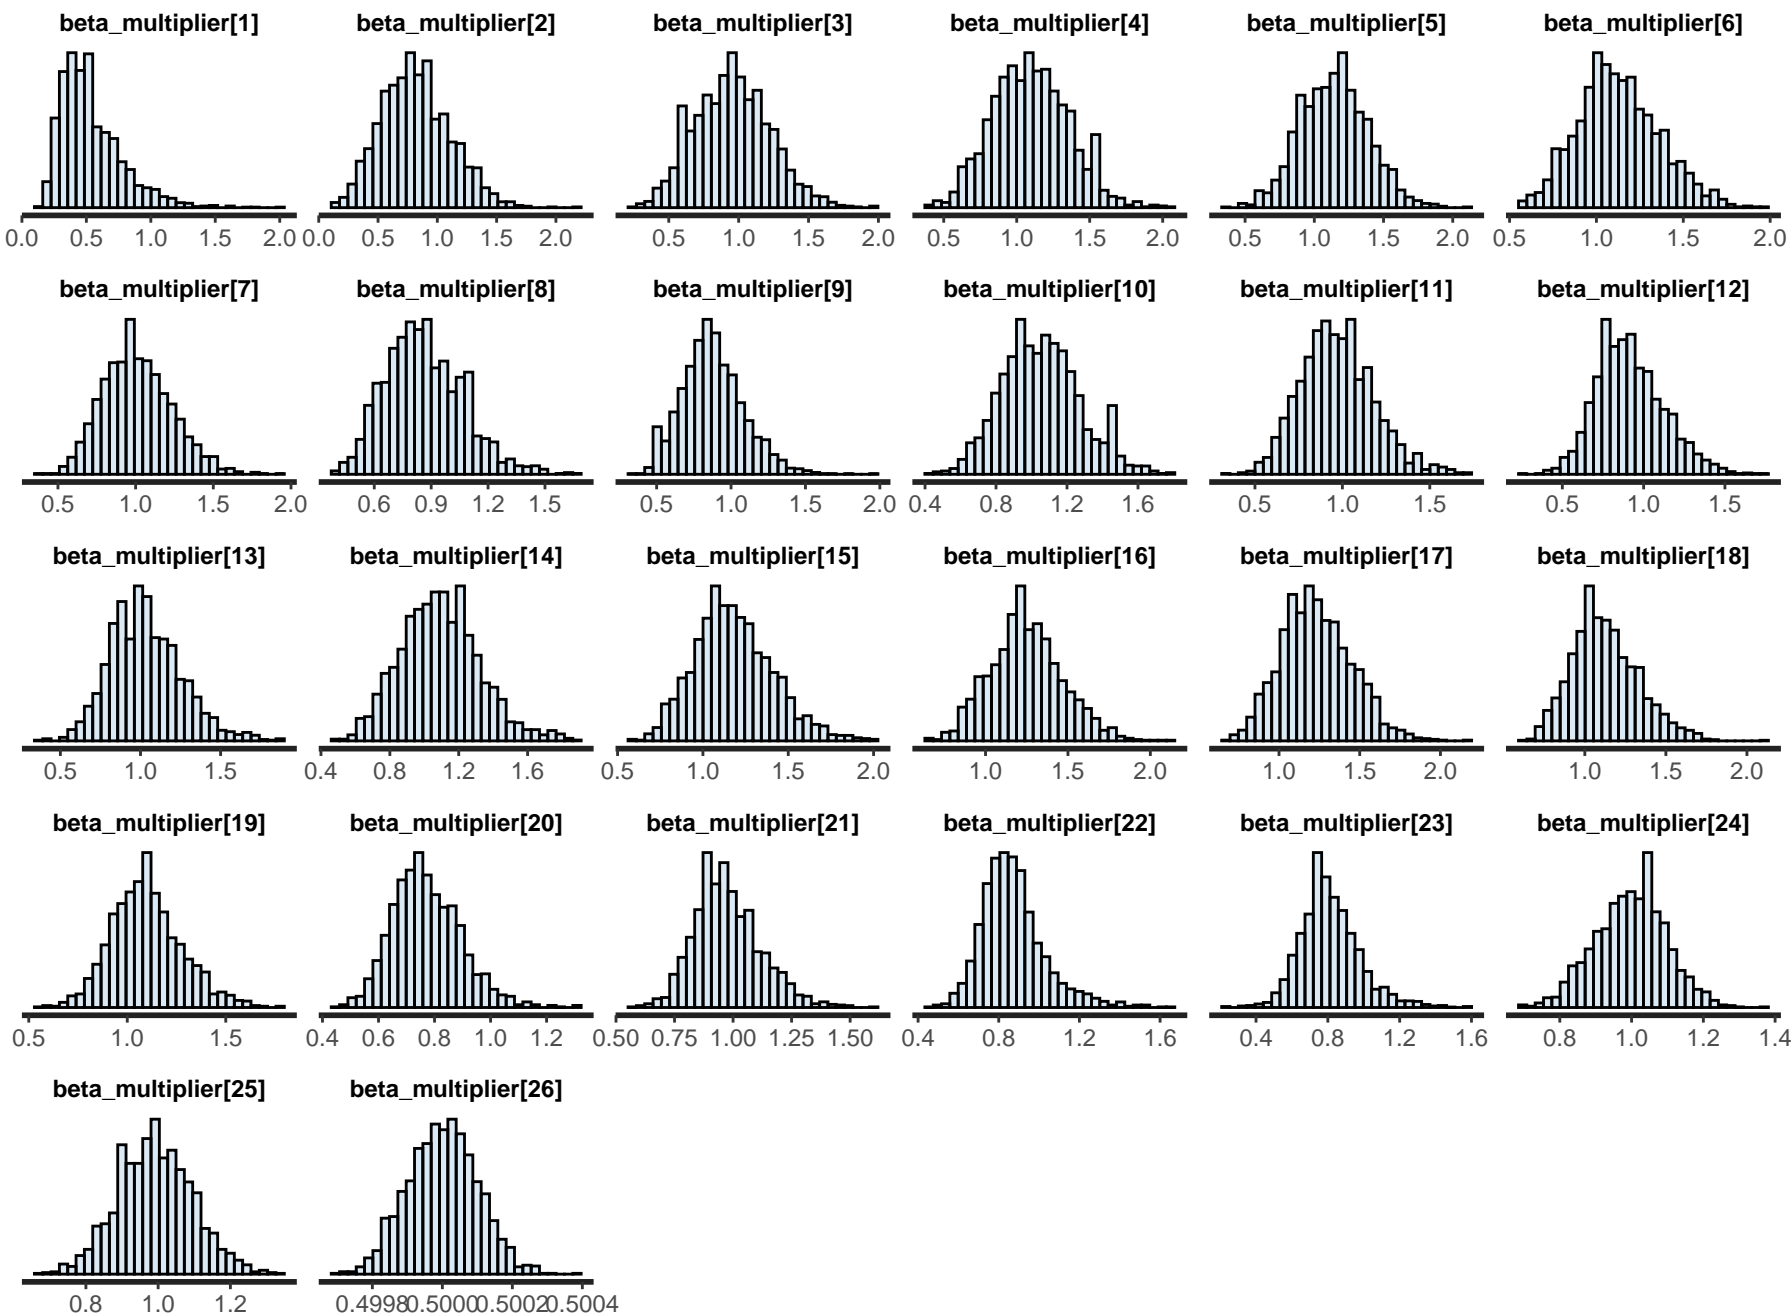 beta_multiplier[1] beta_multiplier[2] beta_multiplier[3] beta_multiplier[4] beta_multiplier[5] beta_multiplier[6]
0.0 0.5 1.0 1.5 2.0 0.0 0.5 1.0 1.5 2.0 0.5 1.0 1.5 2.0 0.5 1.0 1.5 2.0 0.5 1.0 1.5 2.0 0.5 1.0 1.5 2.0
beta_multiplier[7] beta_multiplier[8] beta_multiplier[9] beta_multiplier[10] beta_multiplier[11] beta_multiplier[12]
0.5 1.0 1.5 2.0 0.6 0.9 1.2 1.5 0.5 1.0 1.5 2.0 0.4 0.8 1.2 1.6 0.5 1.0 1.5 0.5 1.0 1.5
beta_multiplier[13] beta_multiplier[14] beta_multiplier[15] beta_multiplier[16] beta_multiplier[17] beta_multiplier[18]
0.5 1.0 1.5 0.4 0.8 1.2 1.6 0.5 1.0 1.5 2.0 1.0 1.5 2.0 1.0 1.5 2.0 1.0 1.5 2.0
beta_multiplier[19] beta_multiplier[20] beta_multiplier[21] beta_multiplier[22] beta_multiplier[23] beta_multiplier[24]
0.5 1.0 1.5 0.4 0.6 0.8 1.0 1.2 0.50 0.75 1.00 1.25 1.50 0.4 0.8 1.2 1.6 0.4 0.8 1.2 1.6 0.8 1.0 1.2 1.4
beta_multiplier[25] beta_multiplier[26]
0.8 1.0 1.2 0.4998 0.5000 0.5002 0.5004